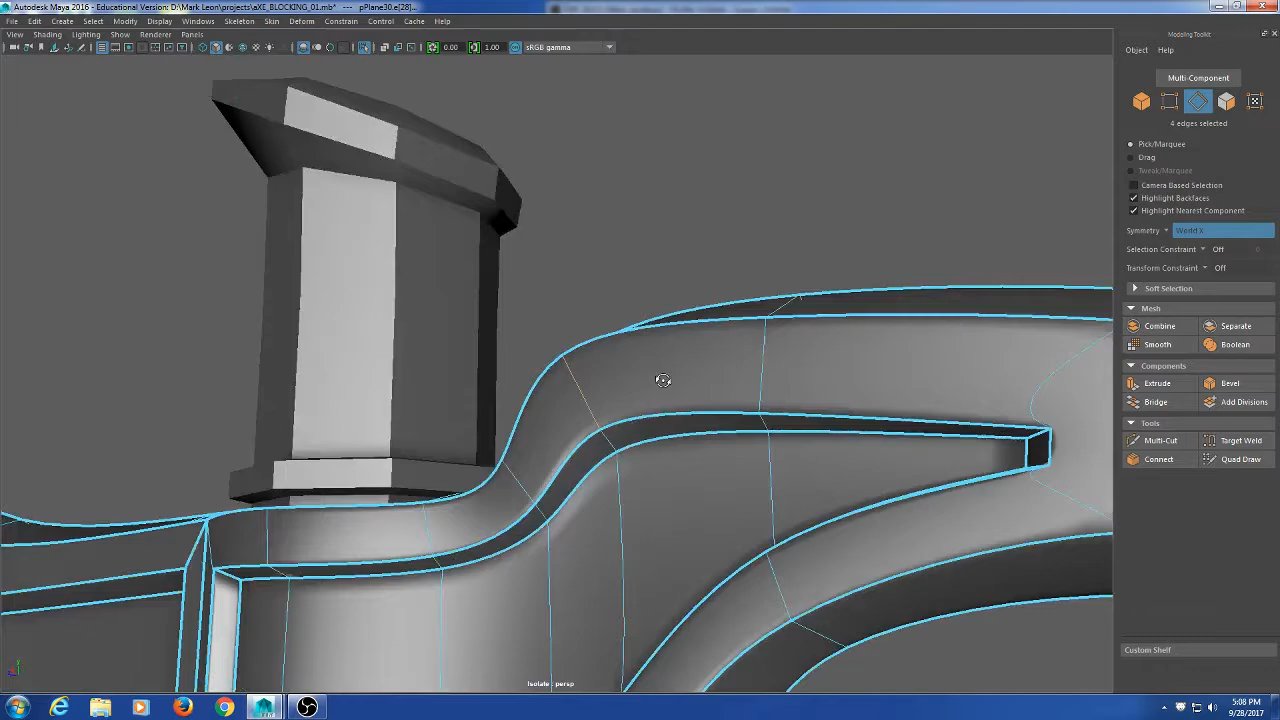 Autodesk Maya 2016 - Educational Version: D:\Mark Leon\projects\aXE_BLOCKING_01.mb* --- pPlane30.e[28]...
File Edit Create Select Modify Display Windows Skeleton Skin Deform Constrain Control Cache Help
View Shading Lighting Show Renderer Panels
0.00 1.00 sRGB gamma
Modeling Toolkit
Object Help
Multi-Component
4 edges selected
Pick/Marquee
Drag
Tweak/Marquee
Camera Based Selection
Highlight Backfaces
Highlight Nearest Component
Symmetry World X
Selection Constraint Off 0
Transform Constraint Off
Soft Selection
Mesh
Combine Separate
Smooth Boolean
Components
Extrude Bevel
Bridge Add Divisions
Tools
Multi-Cut Target Weld
Connect Quad Draw
Custom Shelf
Isolate : persp
5:08 PM
9/28/2017